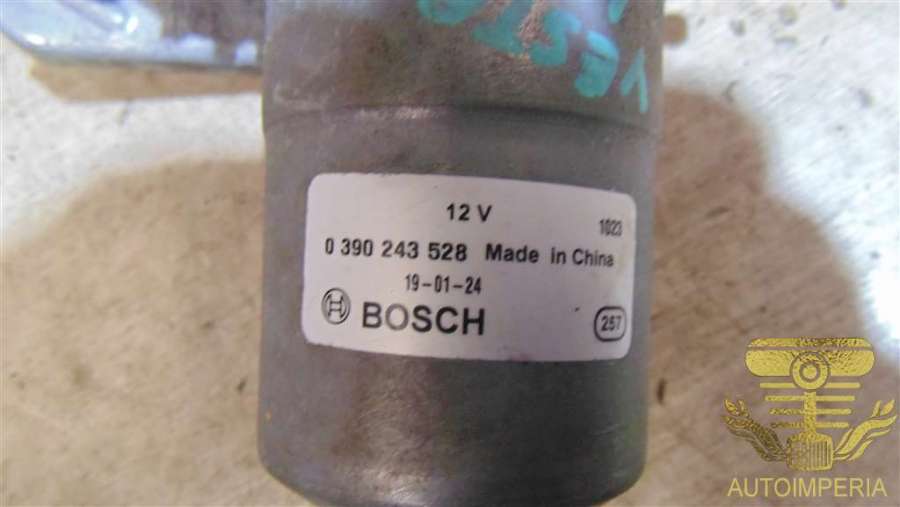 12 V
1023
0 390 243 528 Made in China
19-01-24
BOSCH
257
AUTOIMPERIA